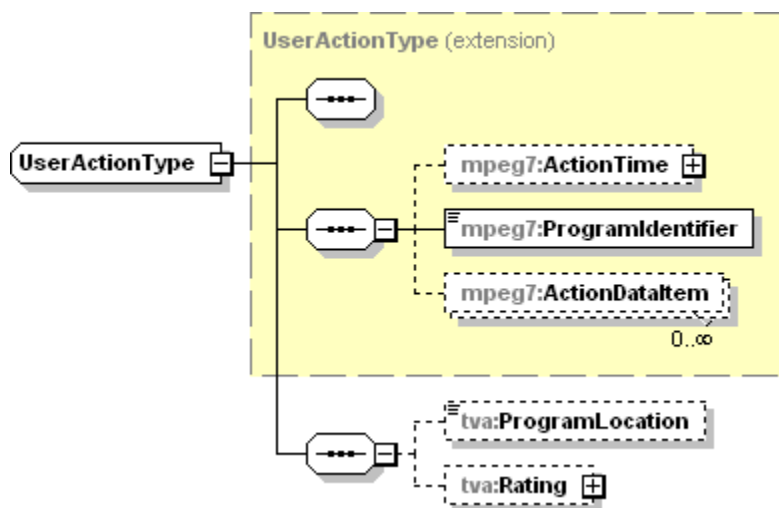 UserActionType (extension)
UserActionType
mpeg7:ActionTime
mpeg7:ProgramIdentifier
mpeg7:ActionDataItem
0..∞
tva:ProgramLocation
tva:Rating